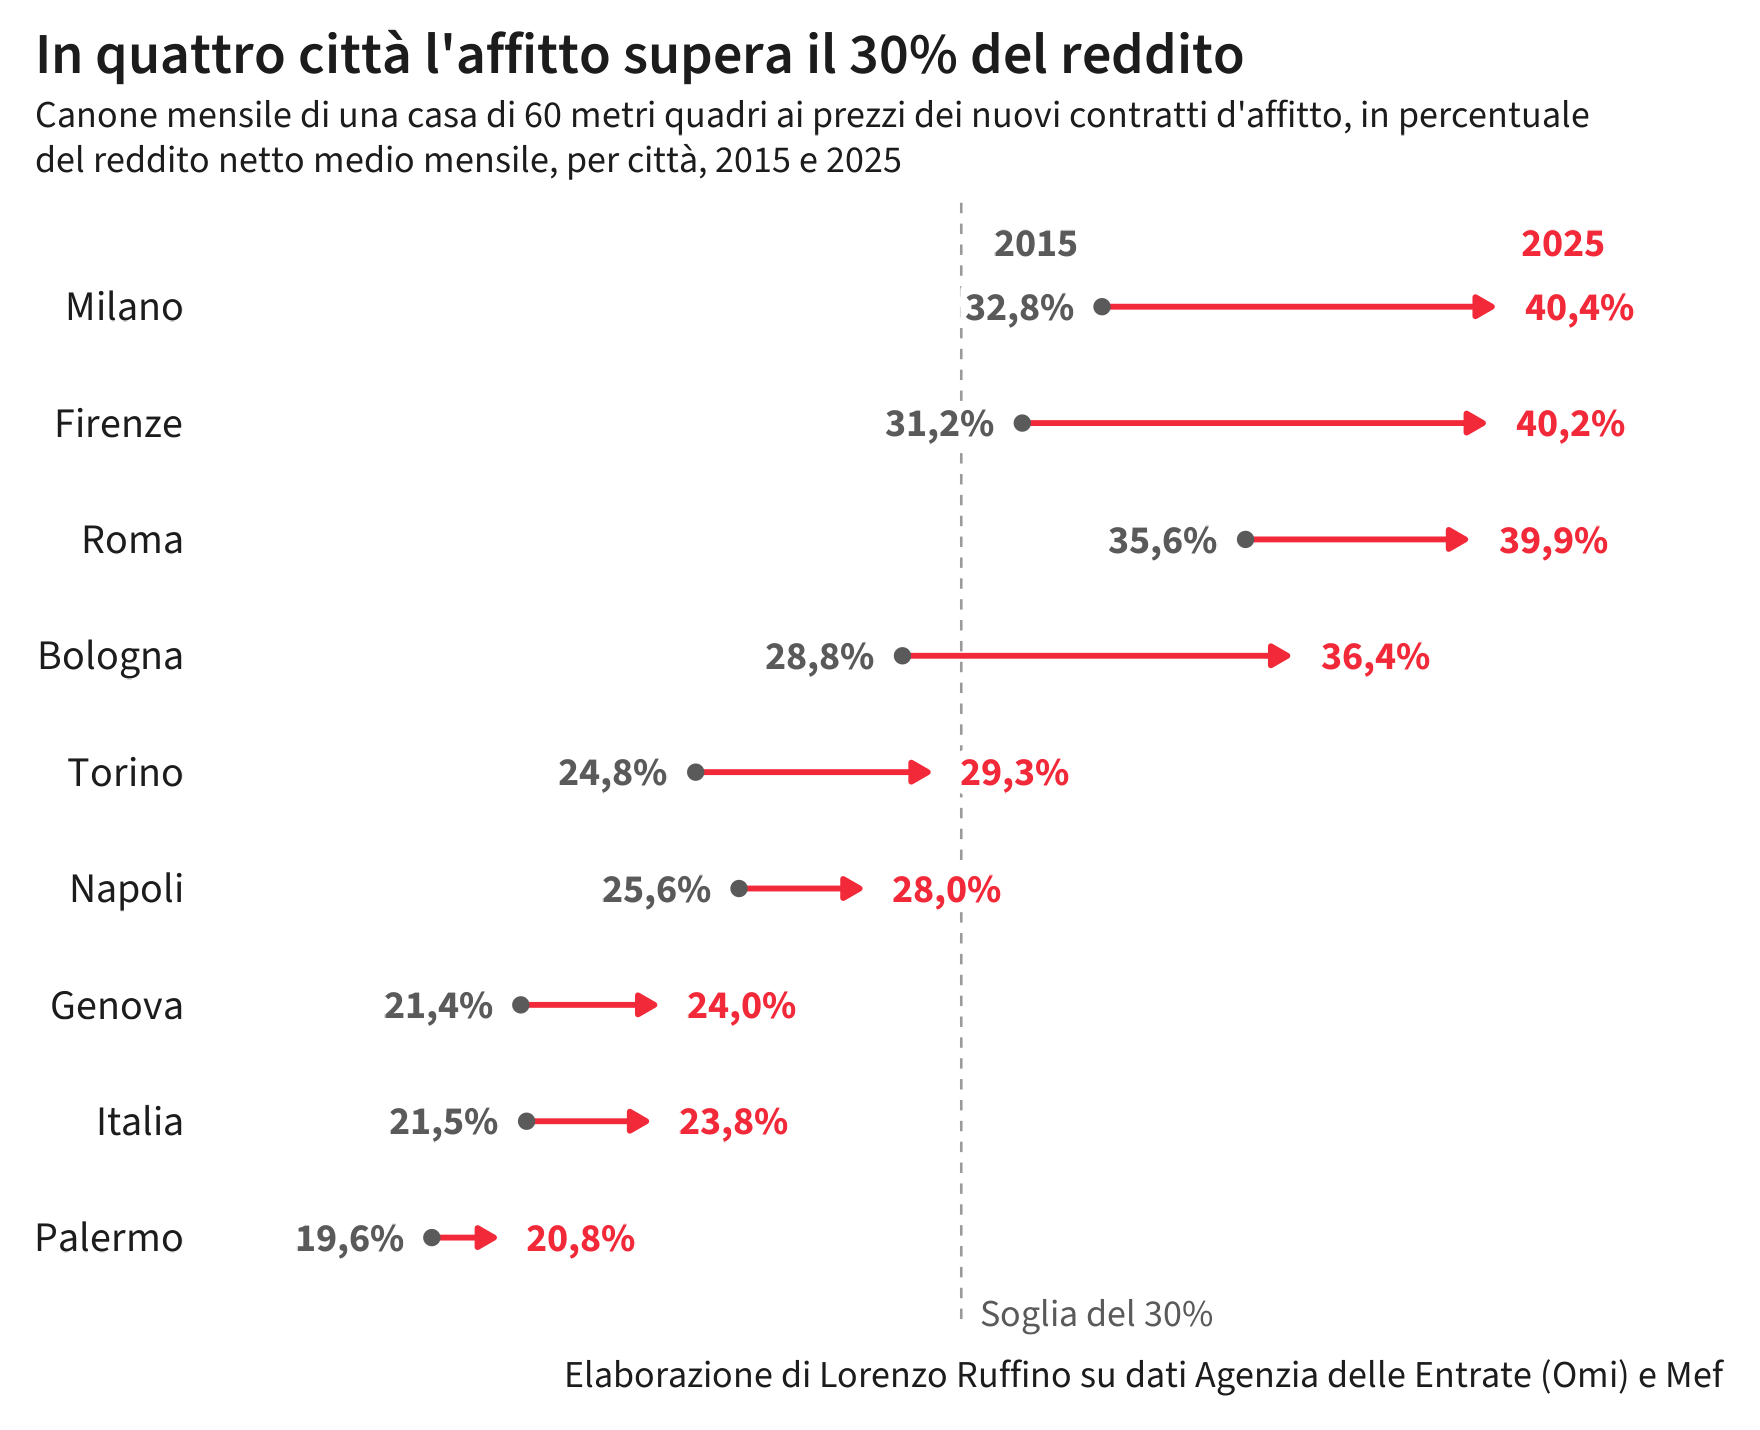 In quattro città l'affitto supera il 30% del reddito
Canone mensile di una casa di 60 metri quadri ai prezzi dei nuovi contratti d'affitto, in percentuale
del reddito netto medio mensile, per città, 2015 e 2025
2015 2025
Milano 32,8% 40,4%
Firenze 31,2% 40,2%
Roma 35,6% 39,9%
Bologna 28,8% 36,4%
Torino 24,8% 29,3%
Napoli 25,6% 28,0%
Genova 21,4% 24,0%
Italia 21,5% 23,8%
Palermo 19,6% 20,8%
Soglia del 30%
Elaborazione di Lorenzo Ruffino su dati Agenzia delle Entrate (Omi) e Mef